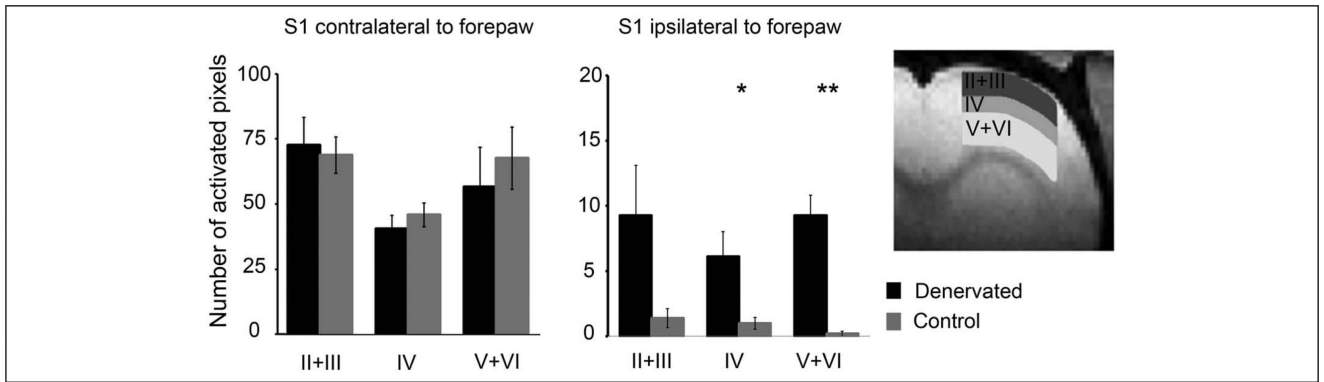 S1 contralateral to forepaw
S1 ipsilateral to forepaw
Number of activated pixels
100
75
50
25
0
II+III
IV
V+VI
20
15
10
5
0
*
**
II+III
IV
V+VI
II+III
IV
V+VI
Denervated
Control